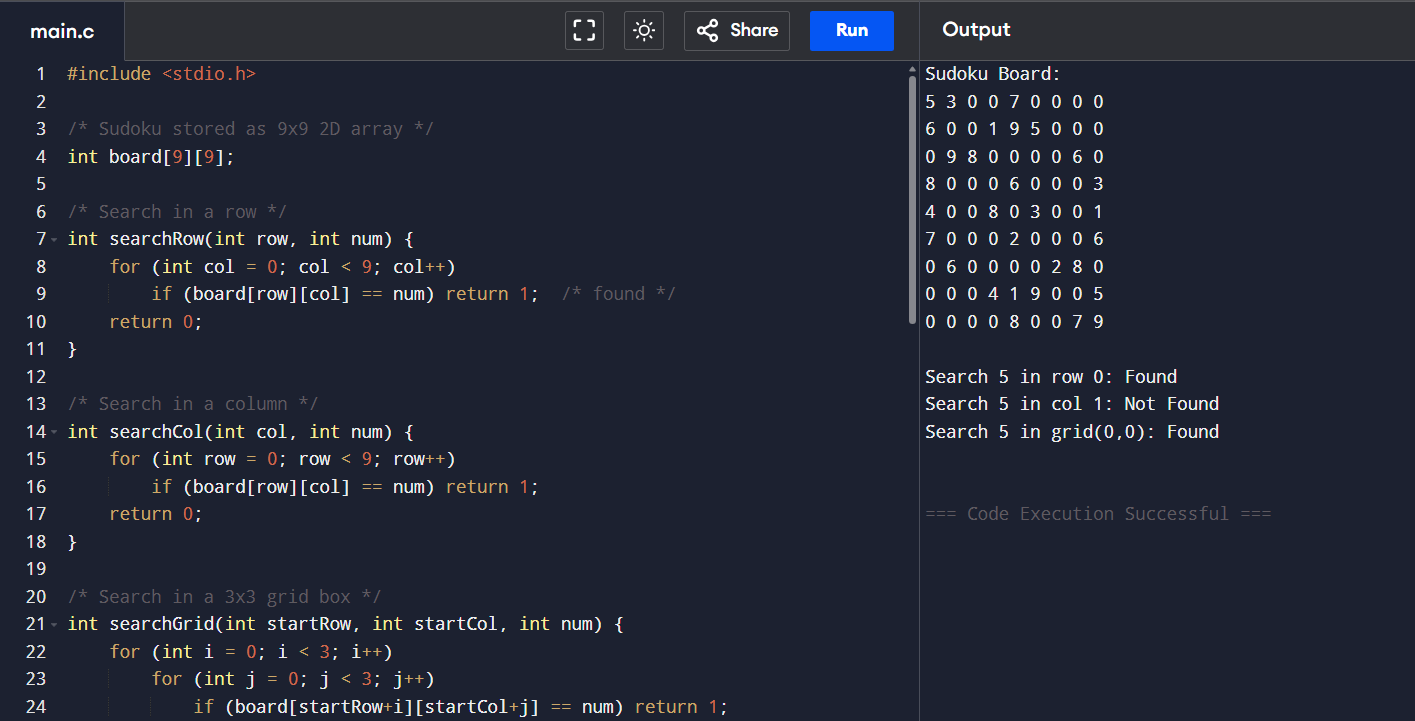 main.c
Share
Run
Output
1 #include <stdio.h>
2
3 /* Sudoku stored as 9x9 2D array */
4 int board[9][9];
5
6 /* Search in a row */
7 int searchRow(int row, int num) {
8     for (int col = 0; col < 9; col++)
9         if (board[row][col] == num) return 1;  /* found */
10     return 0;
11 }
12
13 /* Search in a column */
14 int searchCol(int col, int num) {
15     for (int row = 0; row < 9; row++)
16         if (board[row][col] == num) return 1;
17     return 0;
18 }
19
20 /* Search in a 3x3 grid box */
21 int searchGrid(int startRow, int startCol, int num) {
22     for (int i = 0; i < 3; i++)
23         for (int j = 0; j < 3; j++)
24             if (board[startRow+i][startCol+j] == num) return 1;
Sudoku Board:
5 3 0 0 7 0 0 0 0
6 0 0 1 9 5 0 0 0
0 9 8 0 0 0 0 6 0
8 0 0 0 6 0 0 0 3
4 0 0 8 0 3 0 0 1
7 0 0 0 2 0 0 0 6
0 6 0 0 0 0 2 8 0
0 0 0 4 1 9 0 0 5
0 0 0 0 8 0 0 7 9
Search 5 in row 0: Found
Search 5 in col 1: Not Found
Search 5 in grid(0,0): Found
=== Code Execution Successful ===